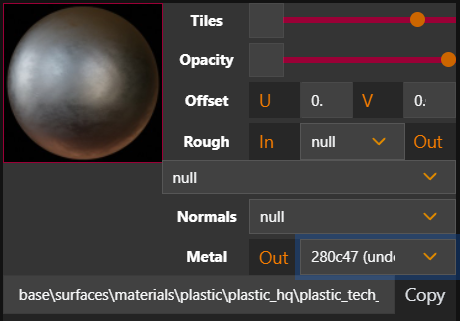 Tiles
Opacity
Offset U 0. V 0.
Rough In null Out
null
Normals null
Metal Out 280c47 (und
base\surfaces\materials\plastic\plastic_hq\plastic_tech_ Copy